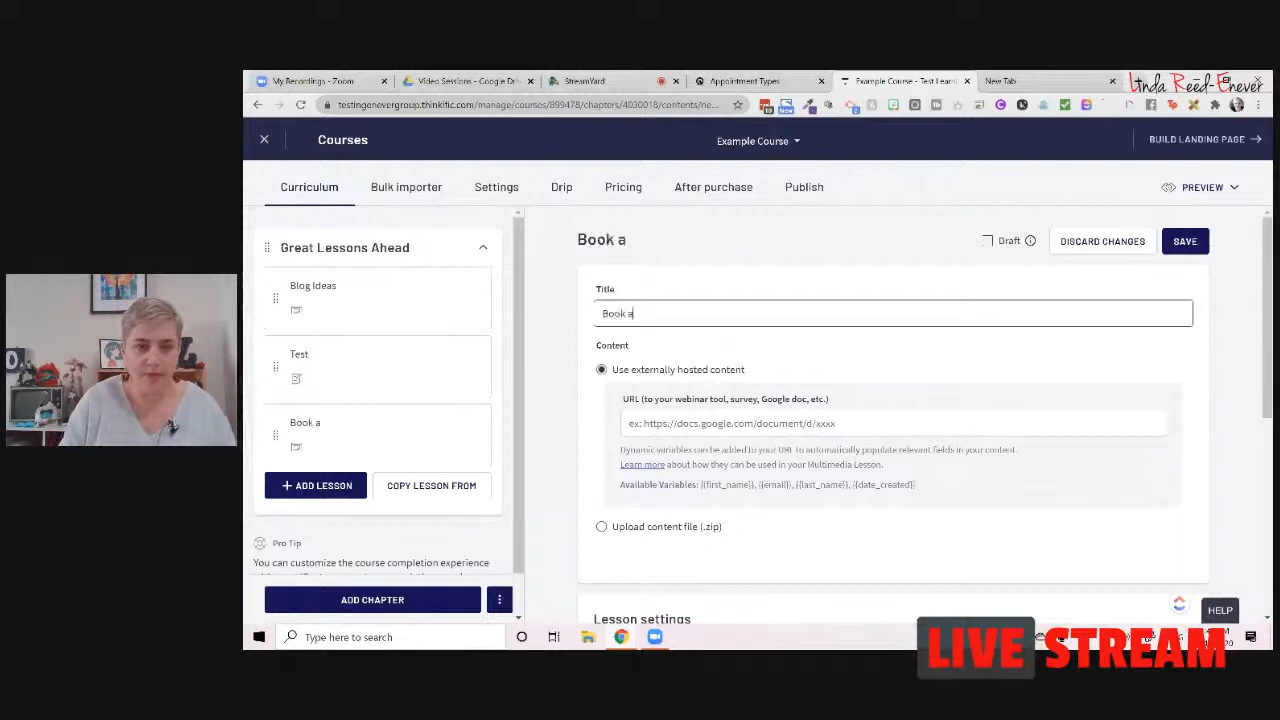 My Recordings - Zoom
Video Sessions - Google Dri
StreamYard
Appointment Types
Example Course - Test Learni
New Tab
Linda Reed-Enever
testingenevergroup.thinkific.com/manage/courses/899478/chapters/4030018/contents/ne...
Courses
Example Course
BUILD LANDING PAGE
Curriculum
Bulk importer
Settings
Drip
Pricing
After purchase
Publish
PREVIEW
Great Lessons Ahead
Blog Ideas
Test
Book a
+ ADD LESSON
COPY LESSON FROM
Pro Tip
You can customize the course completion experience
ADD CHAPTER
Book a
Draft
DISCARD CHANGES
SAVE
Title
Book a
Content
Use externally hosted content
URL (to your webinar tool, survey, Google doc, etc.)
ex: https://docs.google.com/document/d/xxxx
Dynamic variables can be added to your URL to automatically populate relevant fields in your content.
Learn more about how they can be used in your Multimedia Lesson.
Available Variables: {{first_name}}, {{email}}, {{last_name}}, {{date_created}}
Upload content file (.zip)
Lesson settings
HELP
Type here to search
LIVE STREAM